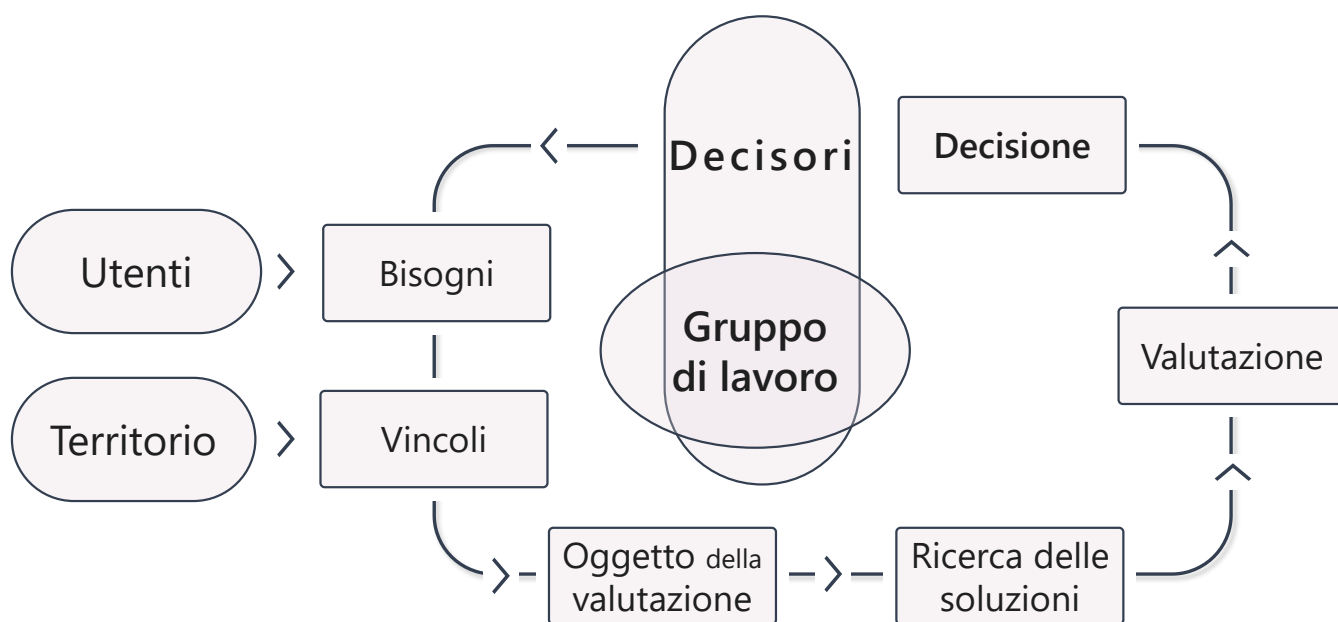 Decisori
Decisione
Utenti
Bisogni
Gruppo
di lavoro
Valutazione
Territorio
Vincoli
Oggetto della
valutazione
Ricerca delle
soluzioni